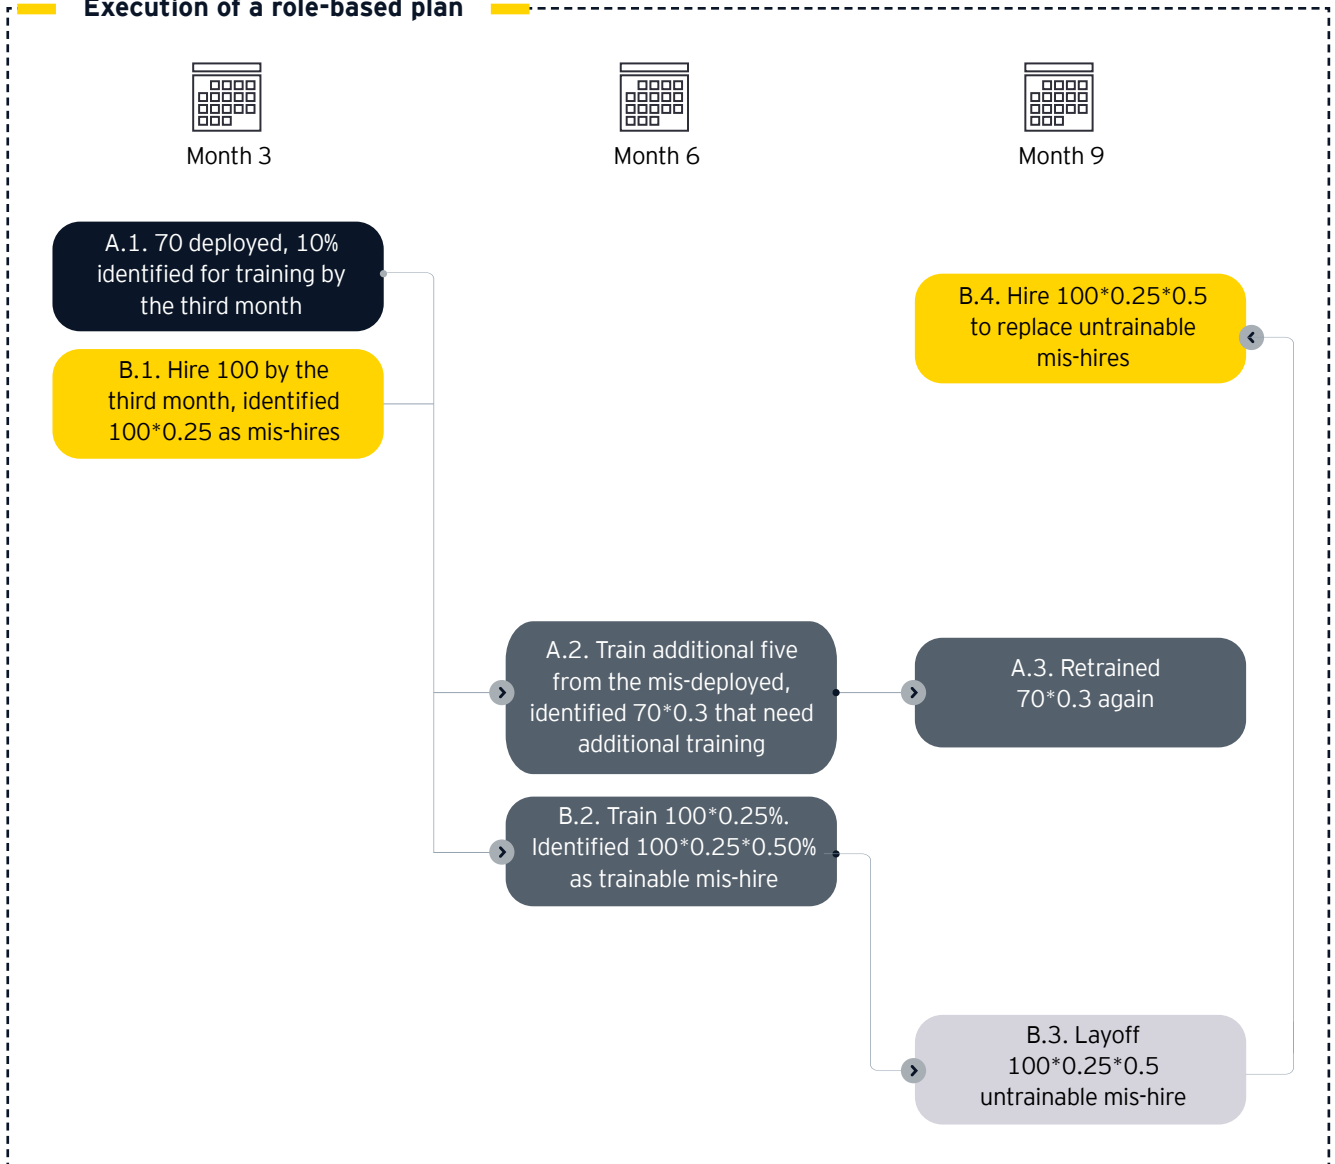 Execution of a role-based plan
Month 3
Month 6
Month 9
A.1. 70 deployed, 10%
identified for training by
the third month
B.1. Hire 100 by the
third month, identified
100*0.25 as mis-hires
B.4. Hire 100*0.25*0.5
to replace untrainable
mis-hires
A.2. Train additional five
from the mis-deployed,
identified 70*0.3 that need
additional training
A.3. Retrained
70*0.3 again
B.2. Train 100*0.25%.
Identified 100*0.25*0.50%
as trainable mis-hire
B.3. Layoff
100*0.25*0.5
untrainable mis-hire